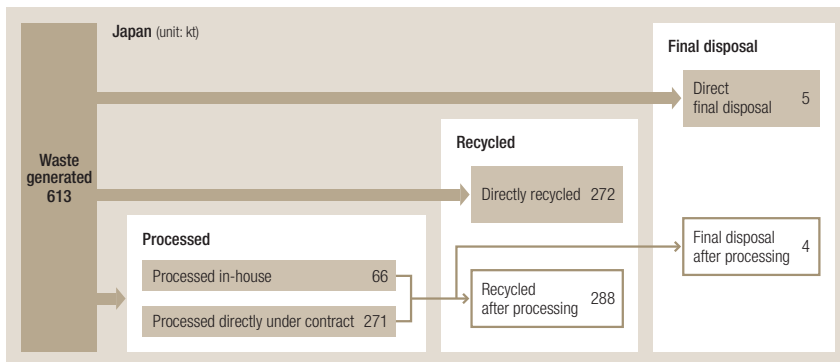 Japan (unit: kt)
Waste
generated
613
Final disposal
Direct
final disposal 5
Recycled
Directly recycled 272
Processed
Processed in-house 66
Processed directly under contract 271
Recycled
after processing 288
Final disposal
after processing 4